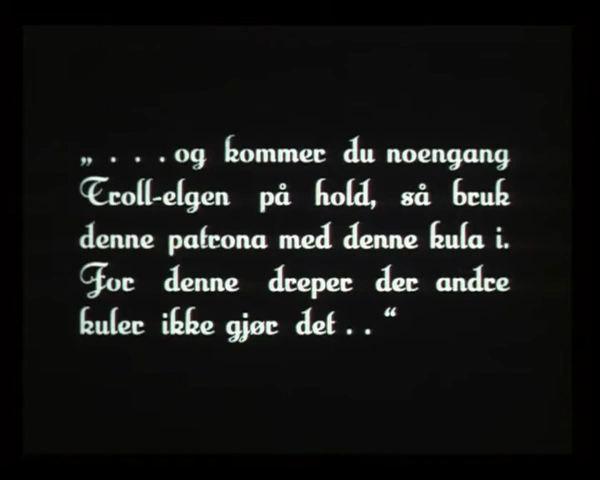 „ . . . og kommer du noengang
Troll-elgen på hold, så bruk
denne patrona med denne kula i.
For denne dreper der andre
kuler ikke gjør det . . “